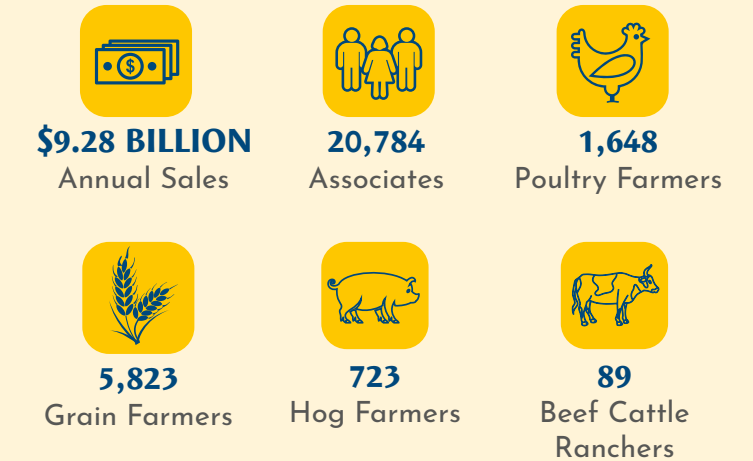 $
$9.28 BILLION
Annual Sales
20,784
Associates
1,648
Poultry Farmers
5,823
Grain Farmers
723
Hog Farmers
89
Beef Cattle
Ranchers